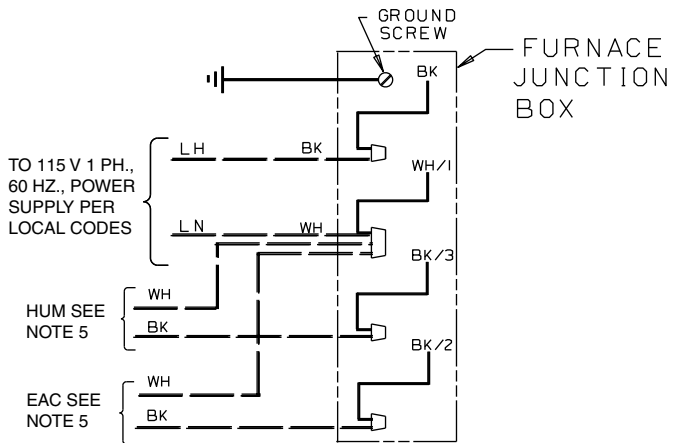 GROUND
SCREW
FURNACE
JUNCTION
BOX
BK
TO 115 V 1 PH.,
60 HZ., POWER
SUPPLY PER
LOCAL CODES
LH
BK
WH/1
LN
WH
BK/3
HUM SEE
NOTE 5
WH
BK
BK/2
EAC SEE
NOTE 5
WH
BK